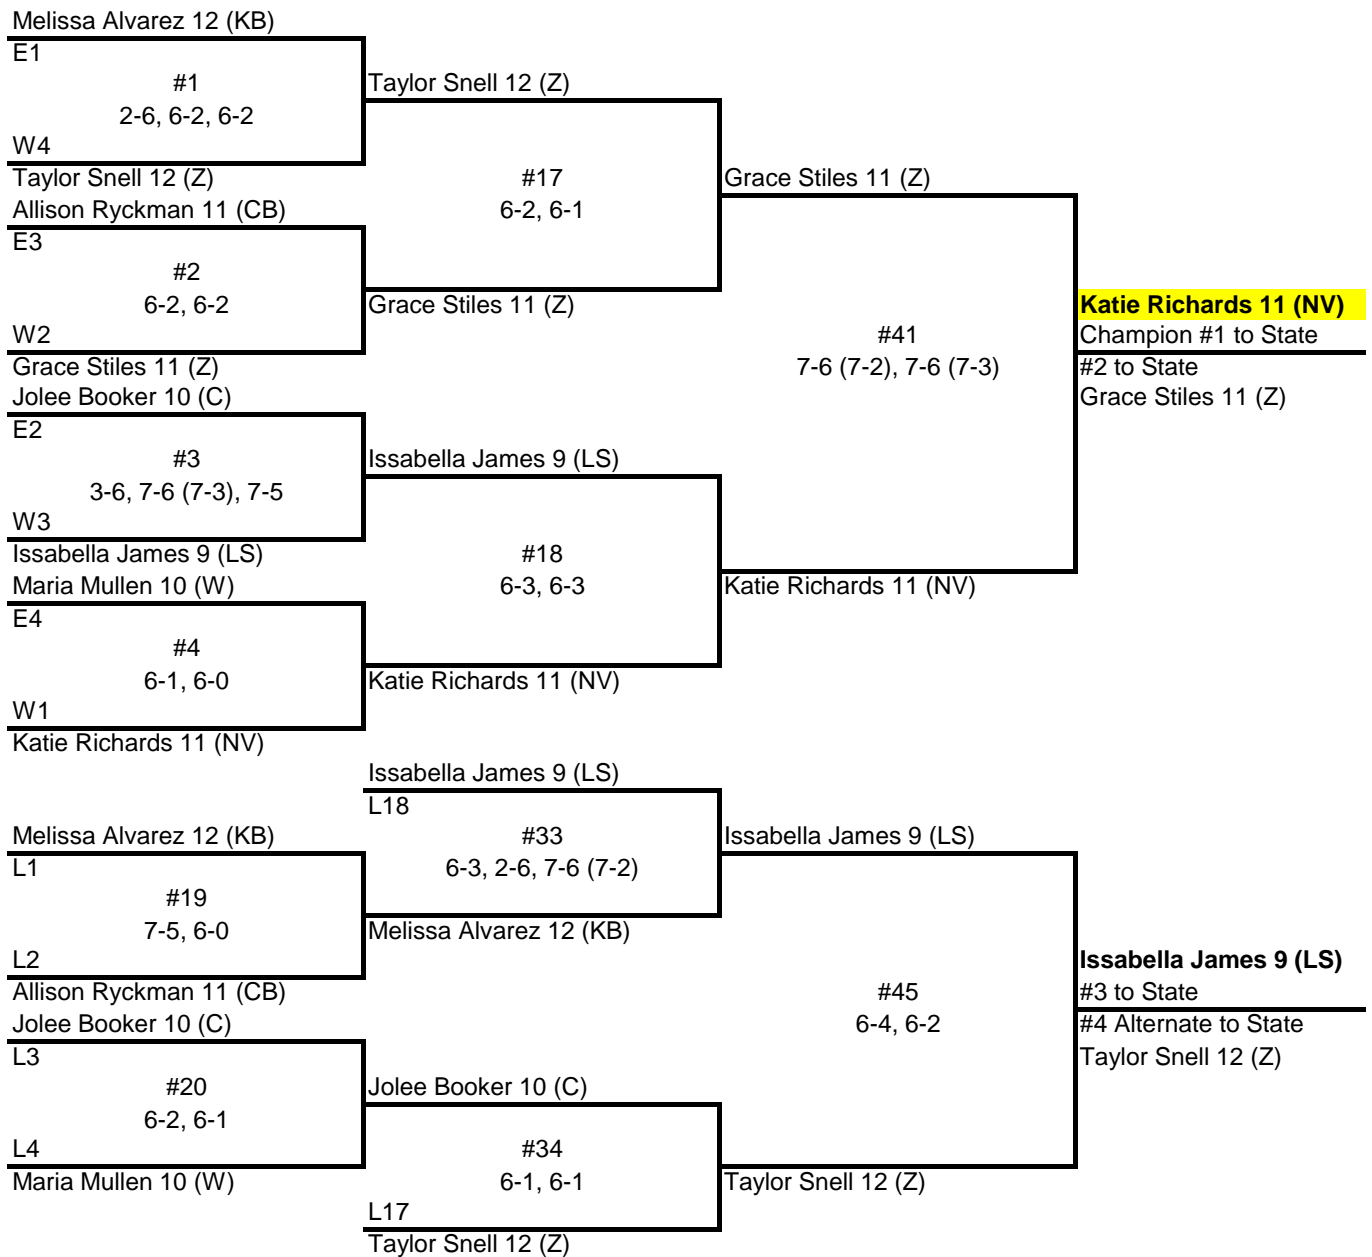 Melissa Alvarez 12 (KB)
E1
#1
2-6, 6-2, 6-2
W4
Taylor Snell 12 (Z)
Allison Ryckman 11 (CB)
E3
#2
6-2, 6-2
W2
Grace Stiles 11 (Z)
Jolee Booker 10 (C)
E2
#3
3-6, 7-6 (7-3), 7-5
W3
Issabella James 9 (LS)
Maria Mullen 10 (W)
E4
#4
6-1, 6-0
W1
Katie Richards 11 (NV)
Taylor Snell 12 (Z)
#17
6-2, 6-1
Grace Stiles 11 (Z)
Issabella James 9 (LS)
#18
6-3, 6-3
Katie Richards 11 (NV)
Grace Stiles 11 (Z)
#41
7-6 (7-2), 7-6 (7-3)
Katie Richards 11 (NV)
Katie Richards 11 (NV)
Champion #1 to State
#2 to State
Grace Stiles 11 (Z)
Melissa Alvarez 12 (KB)
L1
#19
7-5, 6-0
L2
Allison Ryckman 11 (CB)
Jolee Booker 10 (C)
L3
#20
6-2, 6-1
L4
Maria Mullen 10 (W)
Issabella James 9 (LS)
L18
#33
6-3, 2-6, 7-6 (7-2)
Melissa Alvarez 12 (KB)
Jolee Booker 10 (C)
#34
6-1, 6-1
L17
Taylor Snell 12 (Z)
Issabella James 9 (LS)
#45
6-4, 6-2
Taylor Snell 12 (Z)
Issabella James 9 (LS)
#3 to State
#4 Alternate to State
Taylor Snell 12 (Z)